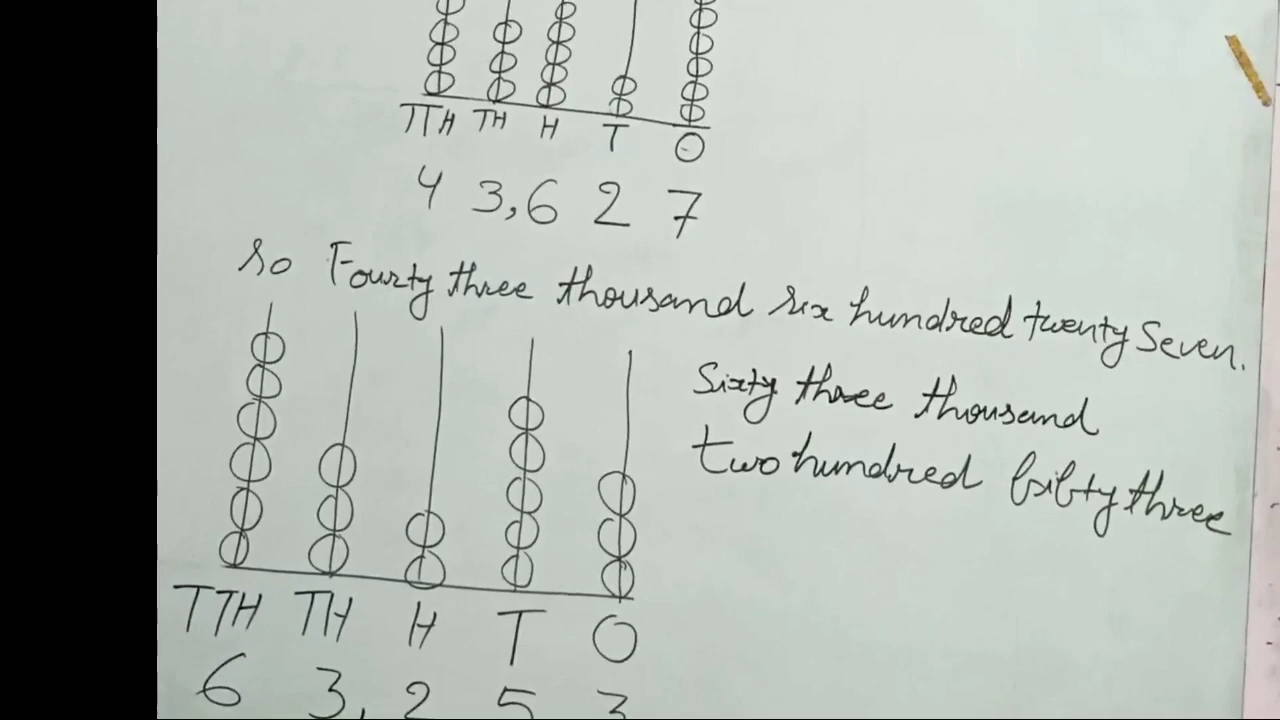 TTH TH H T O
4 3,6 2 7
so Fourty three thousand six hundred twenty Seven.
Sixty three thousand
two hundred fifty three
TTH TH H T O
6 3, 2 5 3